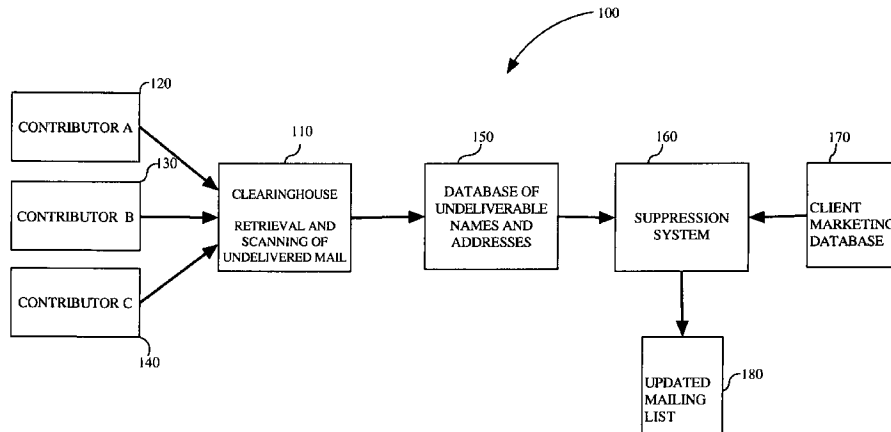 100
120
CONTRIBUTOR A
130
CONTRIBUTOR B
CONTRIBUTOR C
140
110
CLEARINGHOUSE
RETRIEVAL AND
SCANNING OF
UNDELIVERED MAIL
150
DATABASE OF
UNDELIVERABLE
NAMES AND
ADDRESSES
160
SUPPRESSION
SYSTEM
170
CLIENT
MARKETING
DATABASE
UPDATED
MAILING
LIST
180